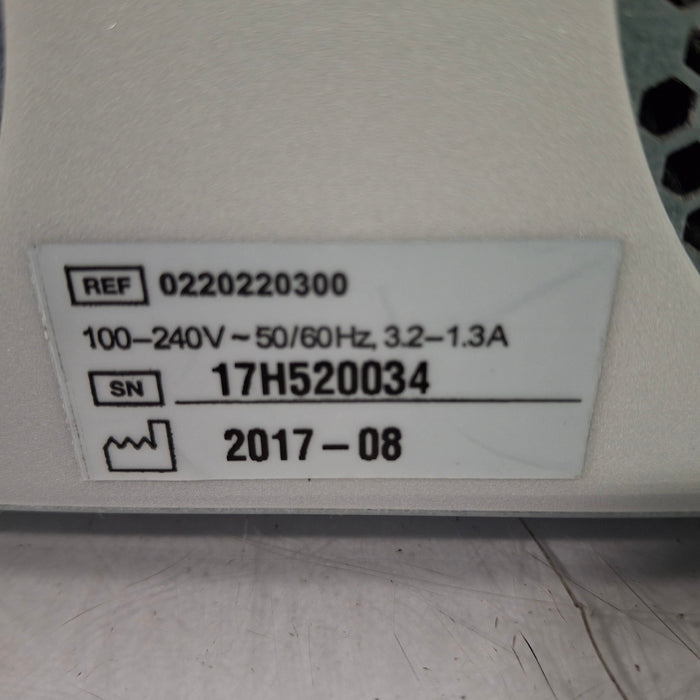 REF 0220220300
100-240V ~ 50/60Hz, 3.2-1.3A
SN 17H520034
2017-08